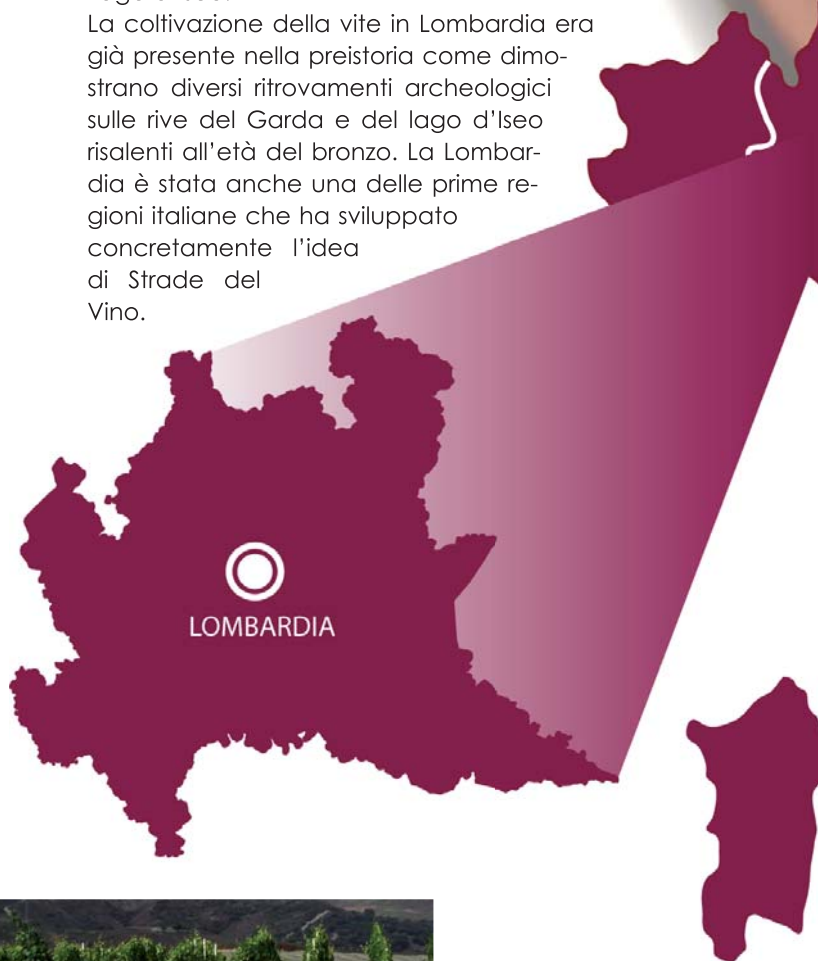 La coltivazione della vite in Lombardia era
già presente nella preistoria come dimo-
strano diversi ritrovamenti archeologici
sulle rive del Garda e del lago d’Iseo
risalenti all’età del bronzo. La Lombar-
dia è stata anche una delle prime re-
gioni italiane che ha sviluppato
concretamente l’idea
di Strade del
Vino.
LOMBARDIA